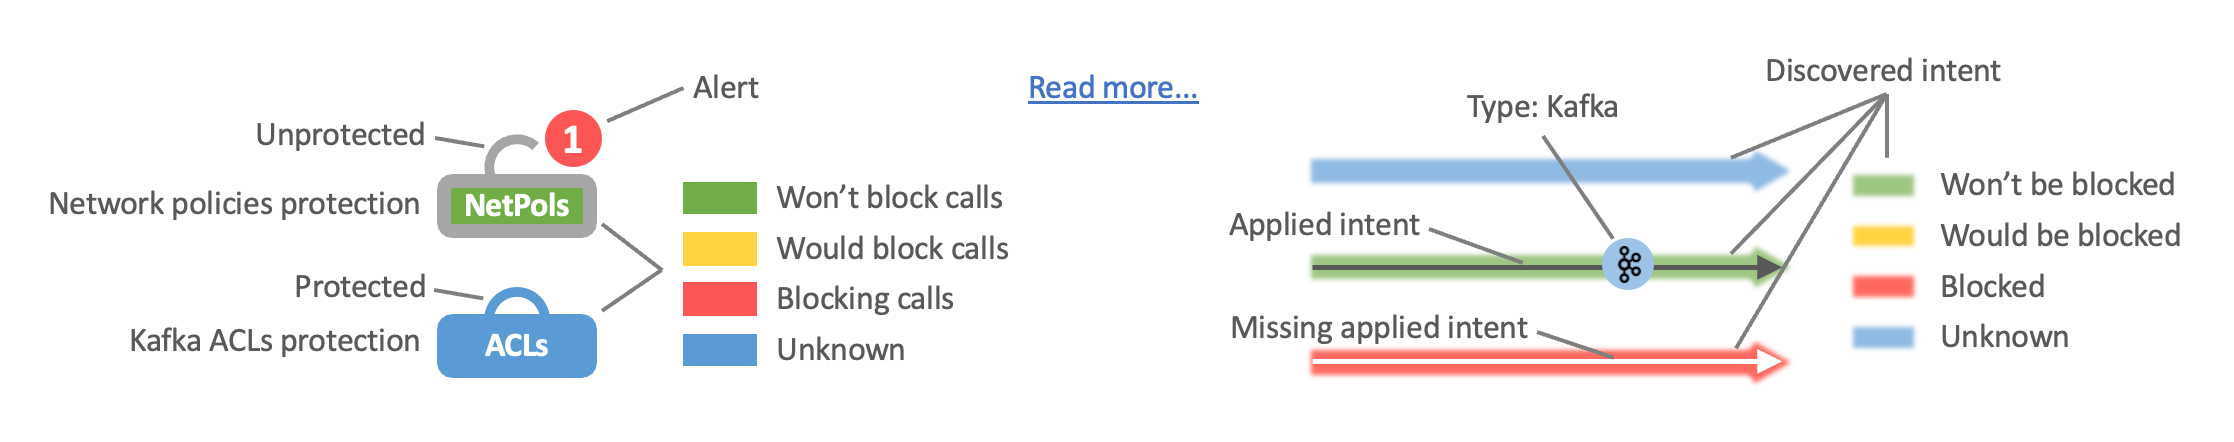 Alert
Unprotected
1
Network policies protection
NetPols
Protected
Kafka ACLs protection
ACLs
Won’t block calls
Would block calls
Blocking calls
Unknown
Read more...
Discovered intent
Type: Kafka
Applied intent
Missing applied intent
Won’t be blocked
Would be blocked
Blocked
Unknown